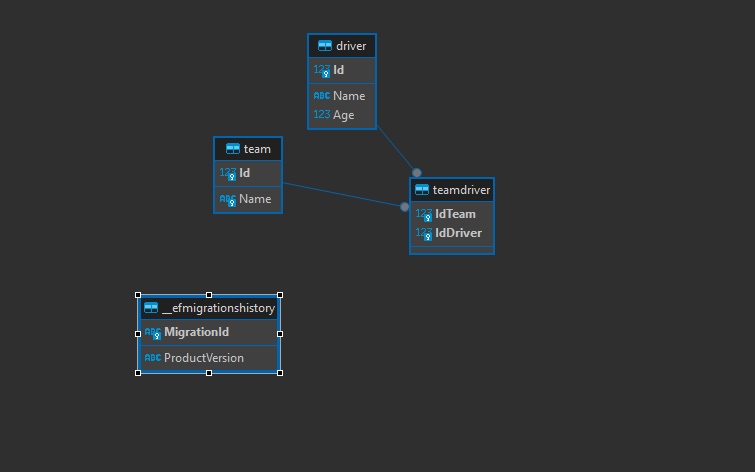 driver
123 Id
ABC Name
123 Age
team
123 Id
ABC Name
teamdriver
123 IdTeam
123 IdDriver
__efmigrationshistory
ABC MigrationId
ABC ProductVersion